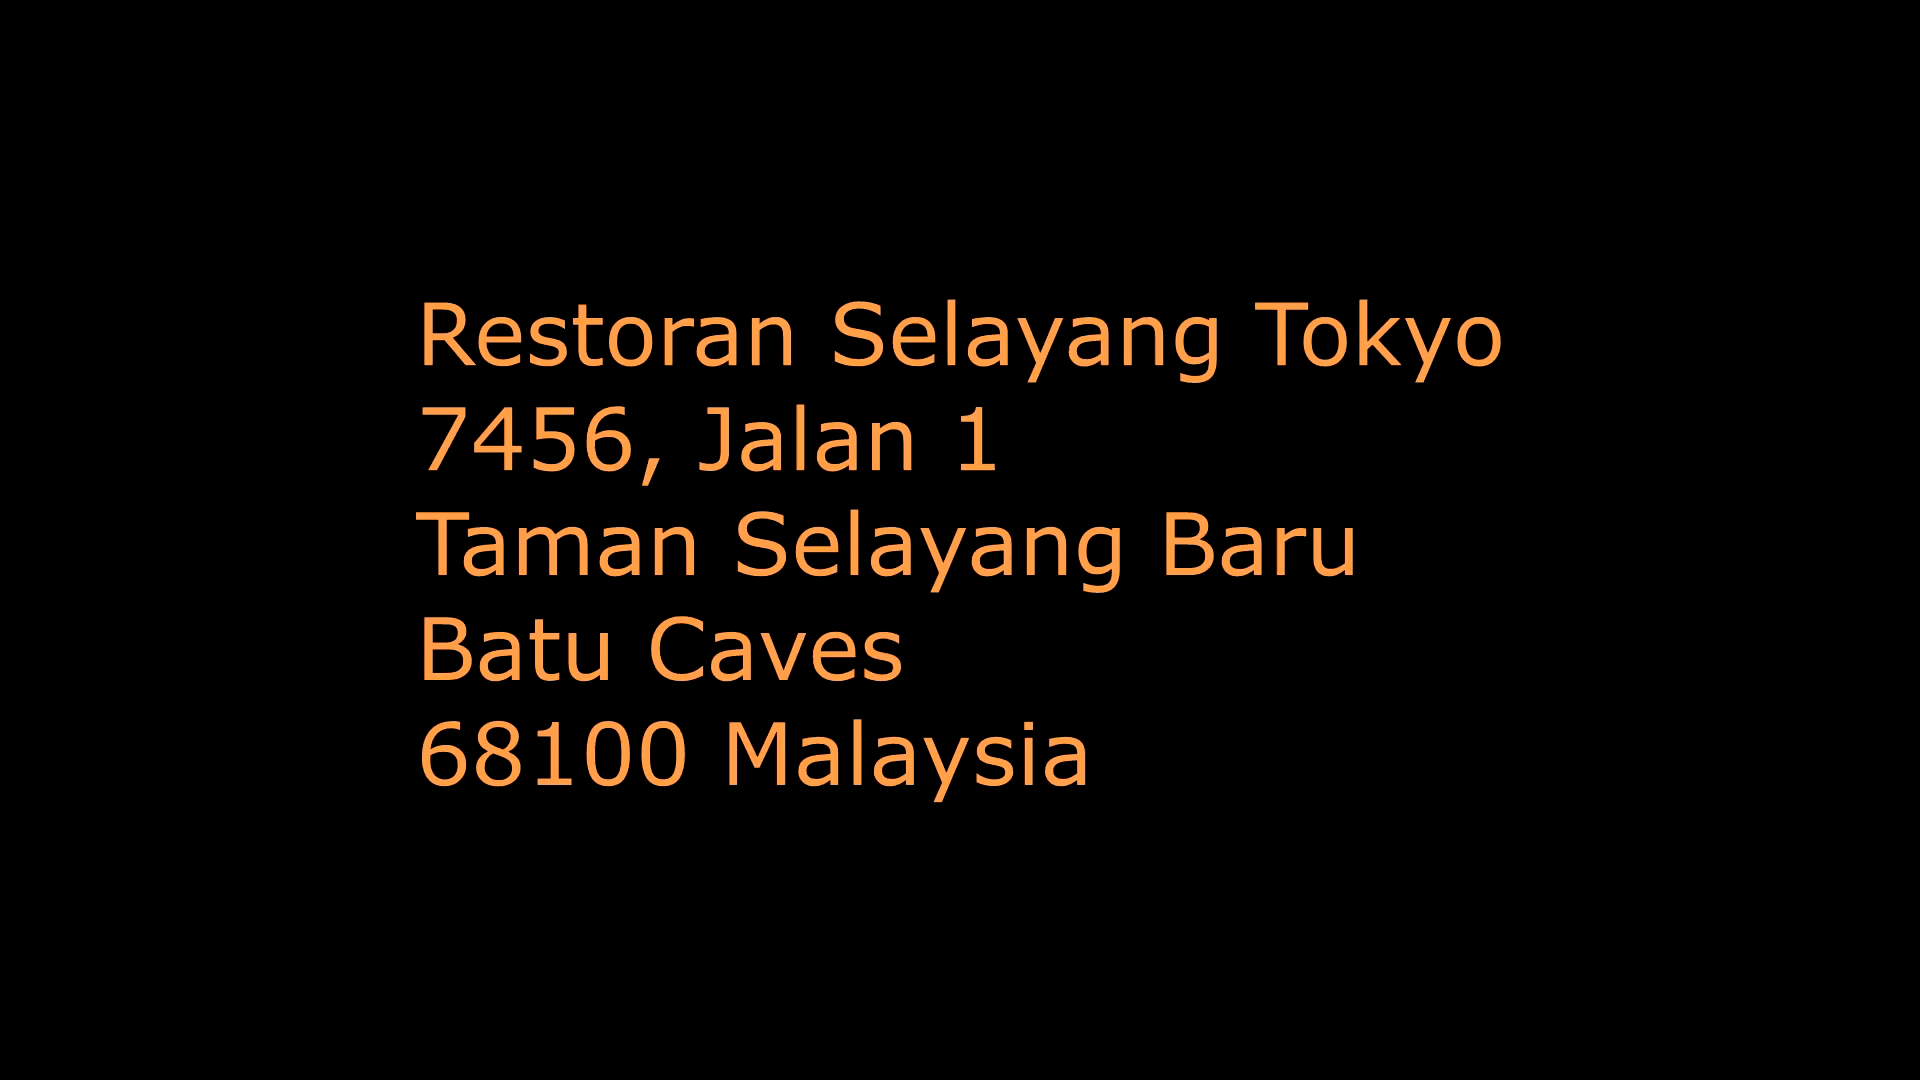 Restoran Selayang Tokyo
7456, Jalan 1
Taman Selayang Baru
Batu Caves
68100 Malaysia